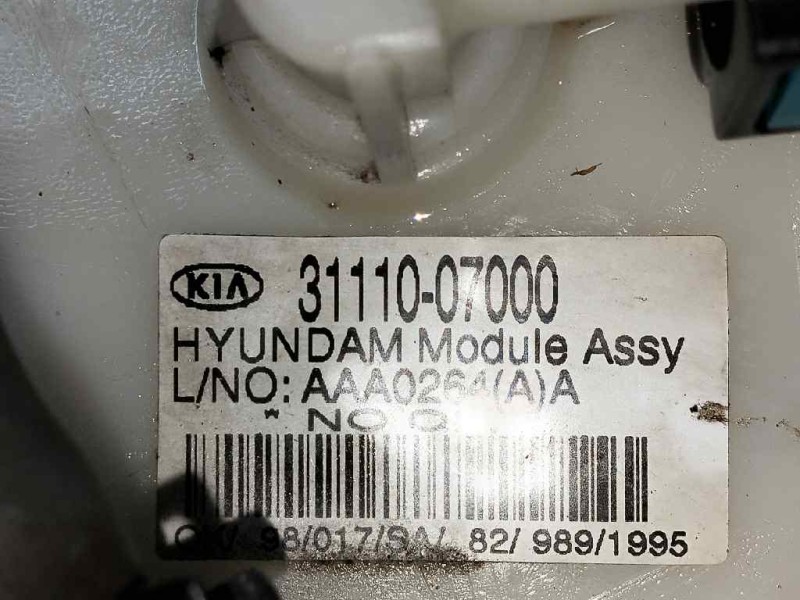 KIA 31110-07000
HYUNDAM Module Assy
L/NO: AAA0264(A)A
* NO
98/017/SA/ 82/ 989/1995